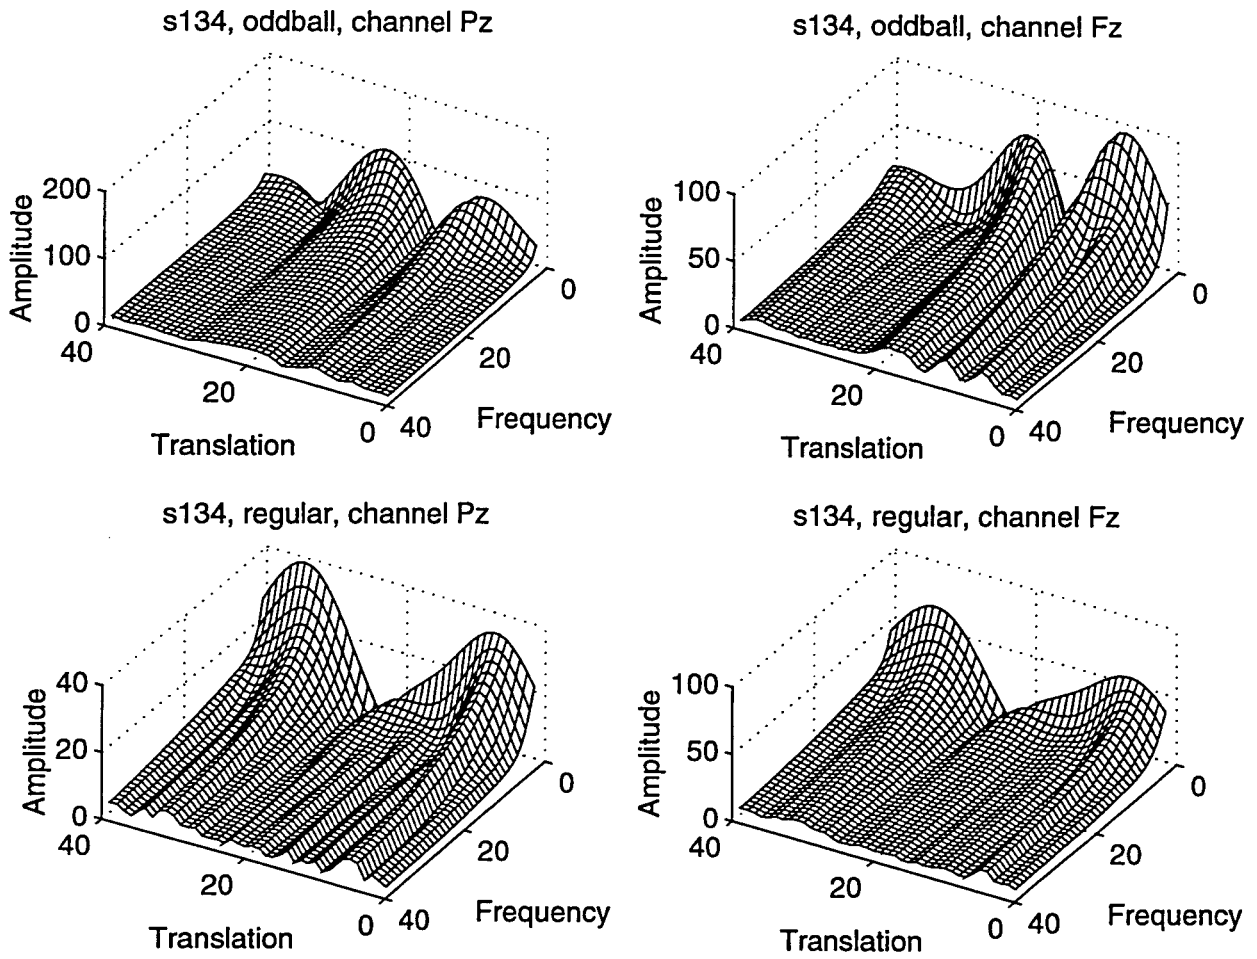 s134, oddball, channel Pz
Amplitude
200
100
0
40
20
0
Translation
40
20
0
Frequency
s134, oddball, channel Fz
Amplitude
100
50
0
40
20
0
Translation
40
20
0
Frequency
s134, regular, channel Pz
Amplitude
40
20
0
40
20
0
Translation
40
20
0
Frequency
s134, regular, channel Fz
Amplitude
100
50
0
40
20
0
Translation
40
20
0
Frequency